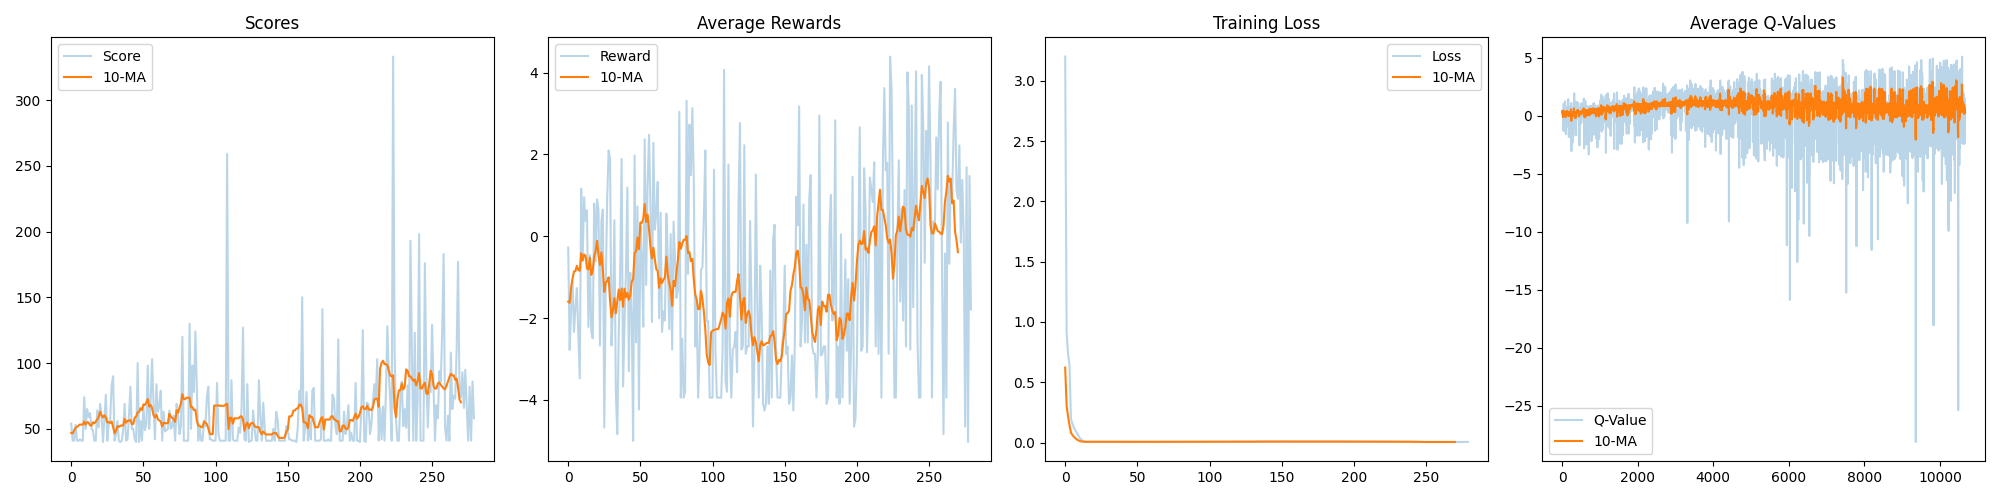 Scores
Score
10-MA
300
250
200
150
100
50
0 50 100 150 200 250
Average Rewards
Reward
10-MA
4
2
0
−2
−4
0 50 100 150 200 250
Training Loss
Loss
10-MA
3.0
2.5
2.0
1.5
1.0
0.5
0.0
0 50 100 150 200 250
Average Q-Values
5
0
−5
−10
−15
−20
−25
Q-Value
10-MA
0 2000 4000 6000 8000 10000